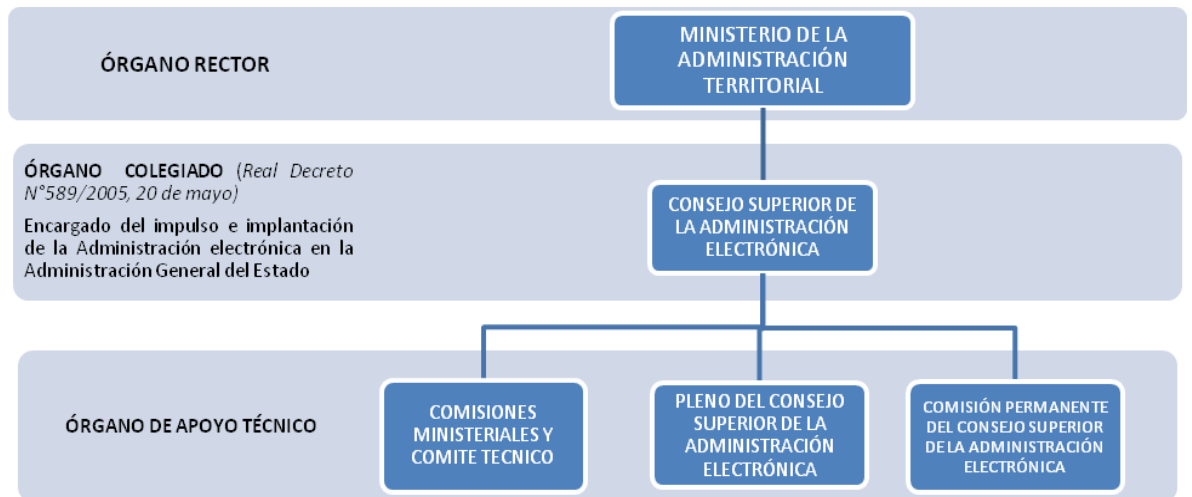 ÓRGANO RECTOR
MINISTERIO DE LA
ADMINISTRACIÓN
TERRITORIAL
ÓRGANO COLEGIADO (Real Decreto
N°589/2005, 20 de mayo)
Encargado del impulso e implantación
de la Administración electrónica en la
Administración General del Estado
CONSEJO SUPERIOR DE
LA ADMINISTRACIÓN
ELECTRÓNICA
ÓRGANO DE APOYO TÉCNICO
COMISIONES
MINISTERIALES Y
COMITE TECNICO
PLENO DEL CONSEJO
SUPERIOR DE LA
ADMINISTRACIÓN
ELECTRÓNICA
COMISIÓN PERMANENTE
DEL CONSEJO SUPERIOR
DE LA ADMINISTRACIÓN
ELECTRÓNICA